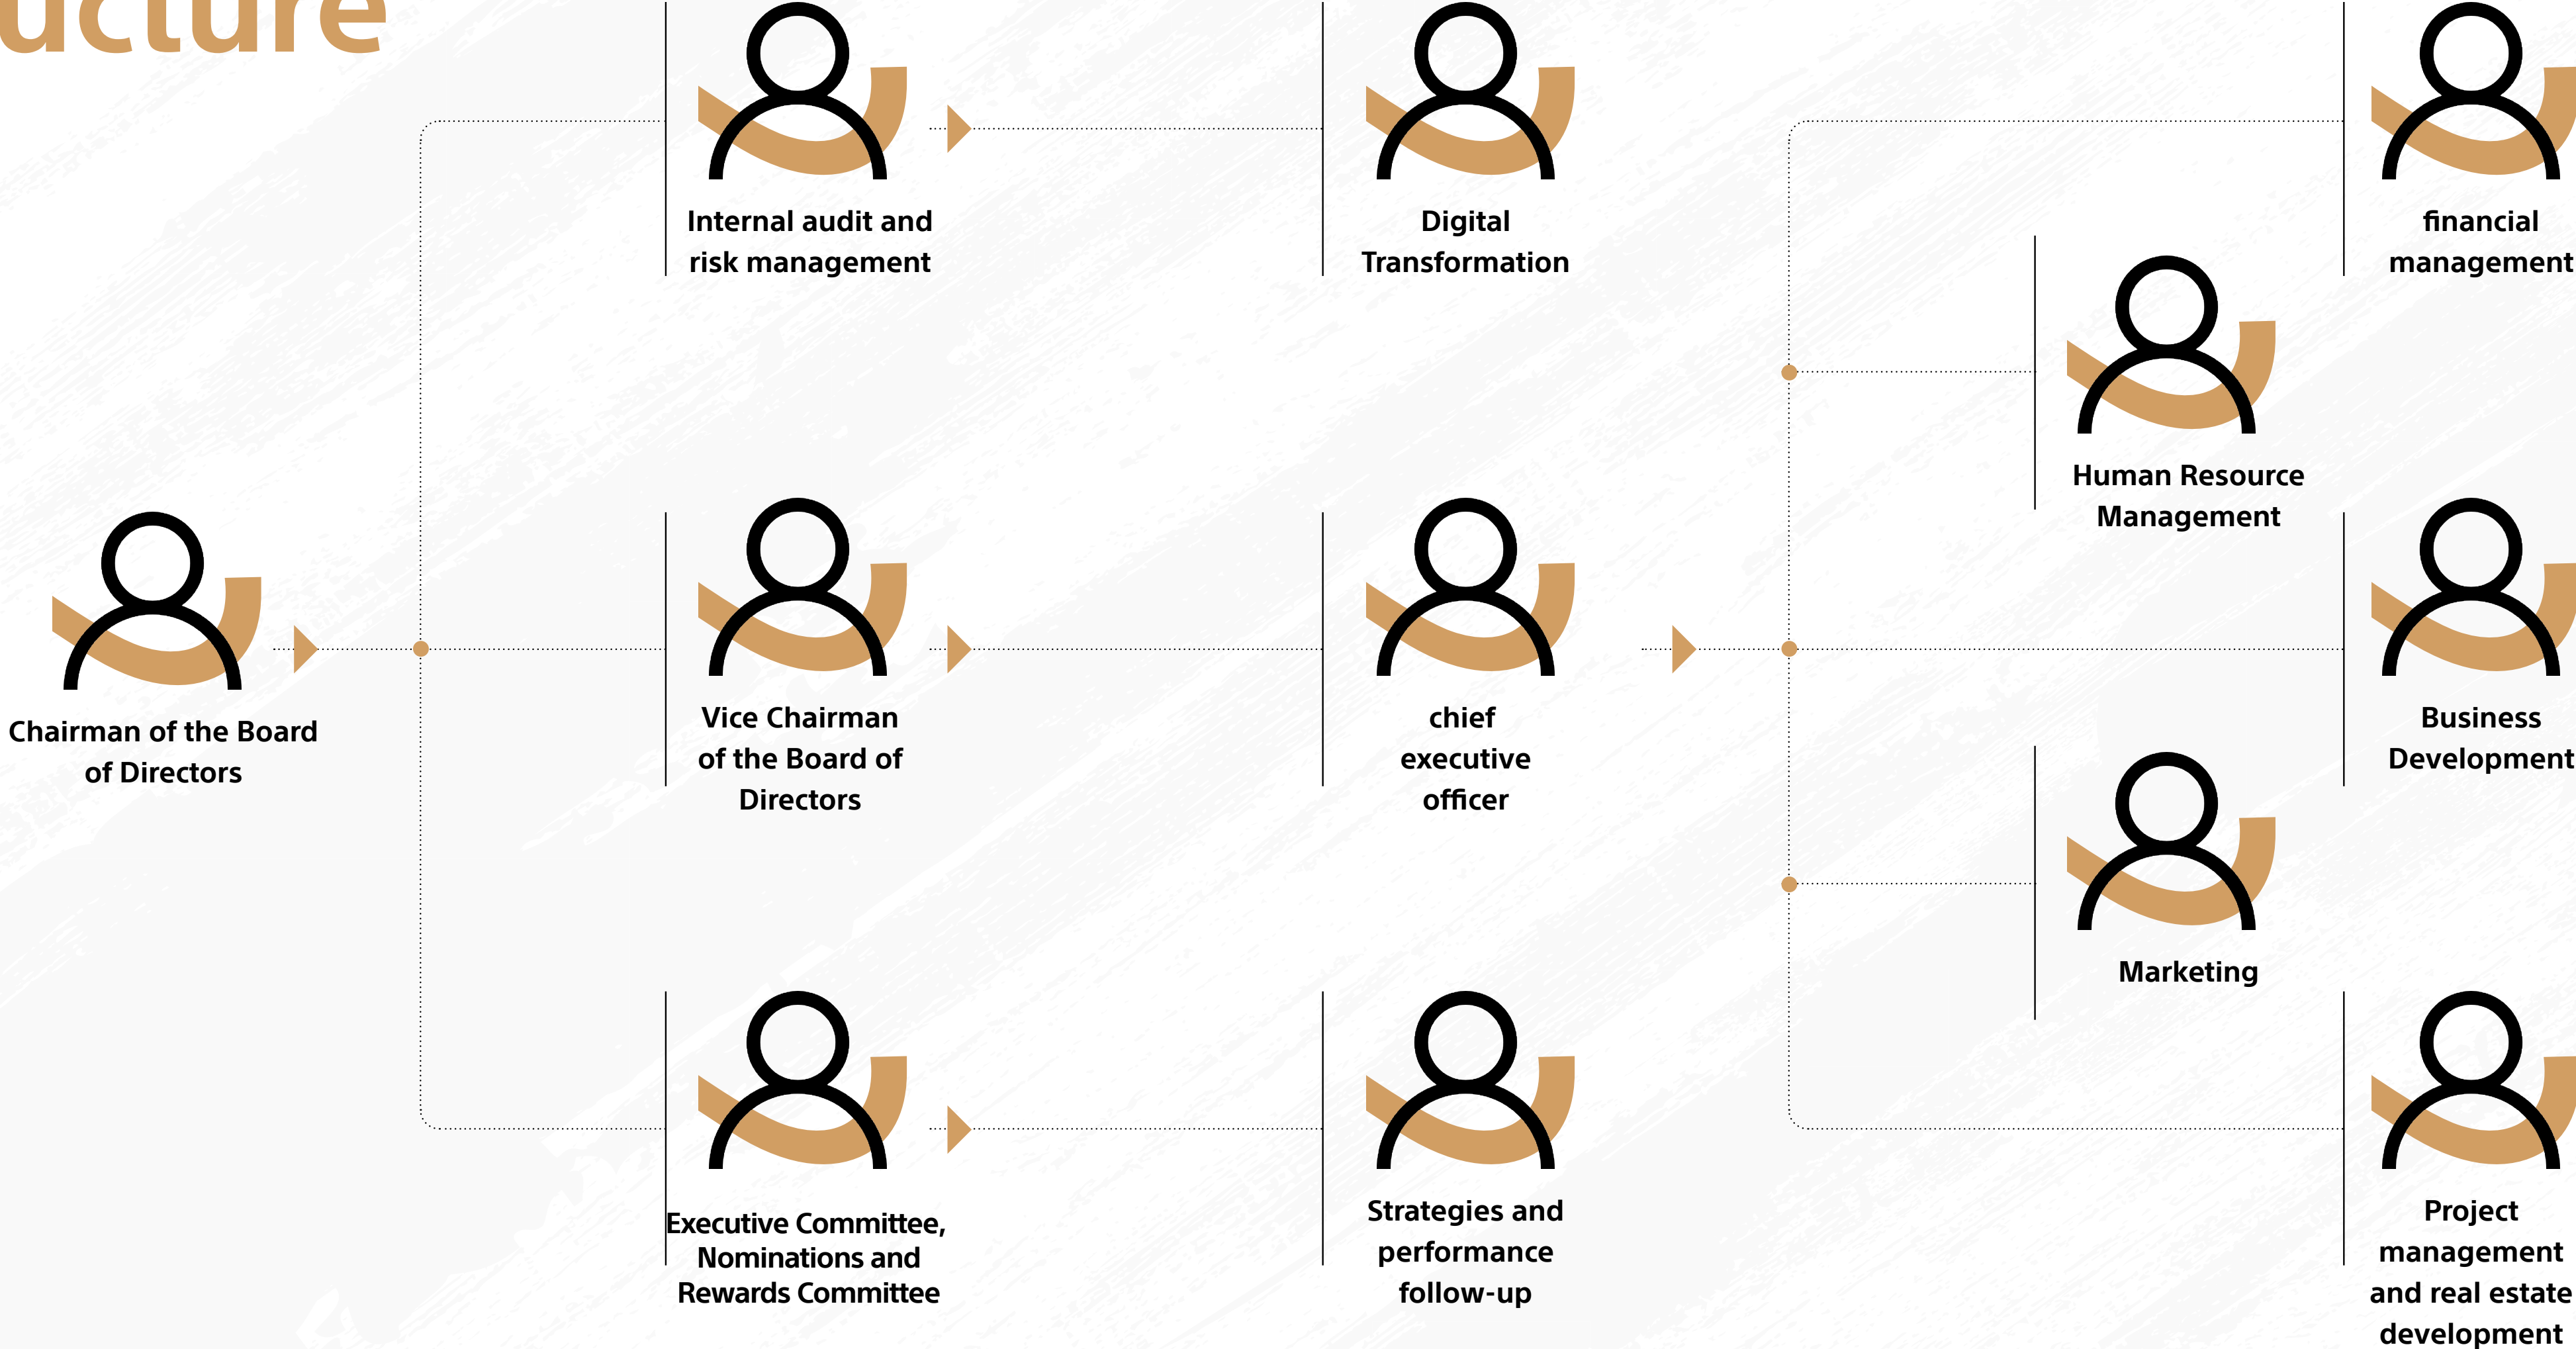 ucture
Internal audit and
risk management
Digital
Transformation
financial
management
Human Resource
Management
Chairman of the Board
of Directors
Vice Chairman
of the Board of
Directors
chief
executive
officer
Business
Development
Marketing
Executive Committee,
Nominations and
Rewards Committee
Strategies and
performance
follow-up
Project
management
and real estate
development